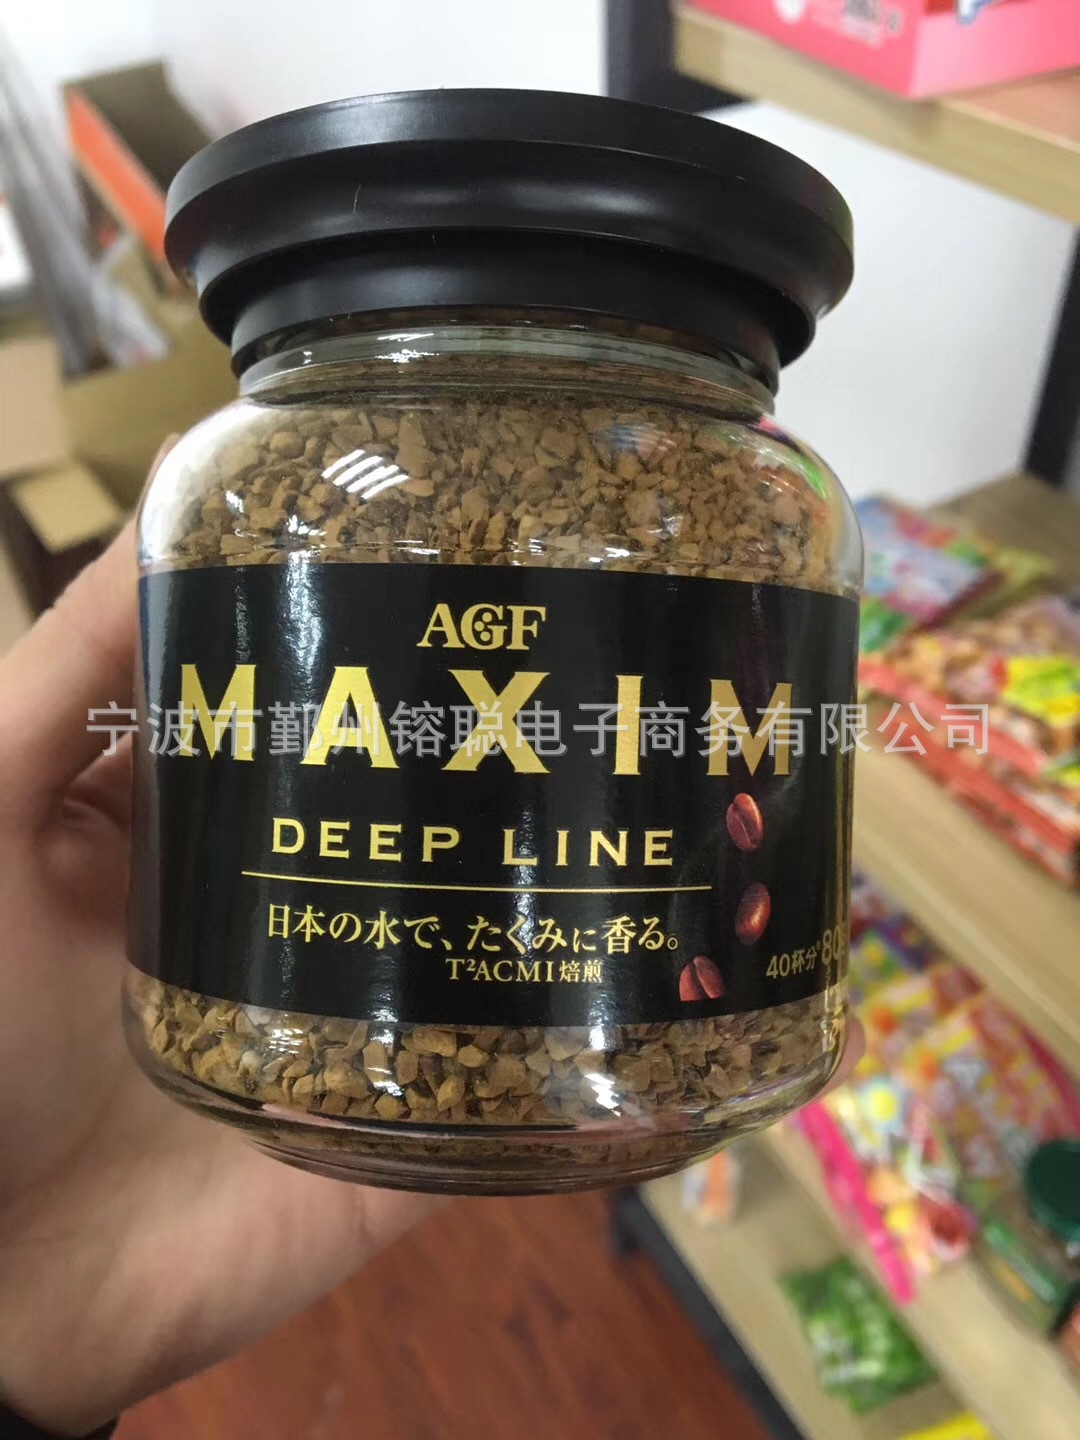 AGF
MAXIM
宁波市鄞州镕聪电子商务有限公司
DEEP LINE
日本の水で、たくみに香る。
T²ACMI焙煎
40杯分*80